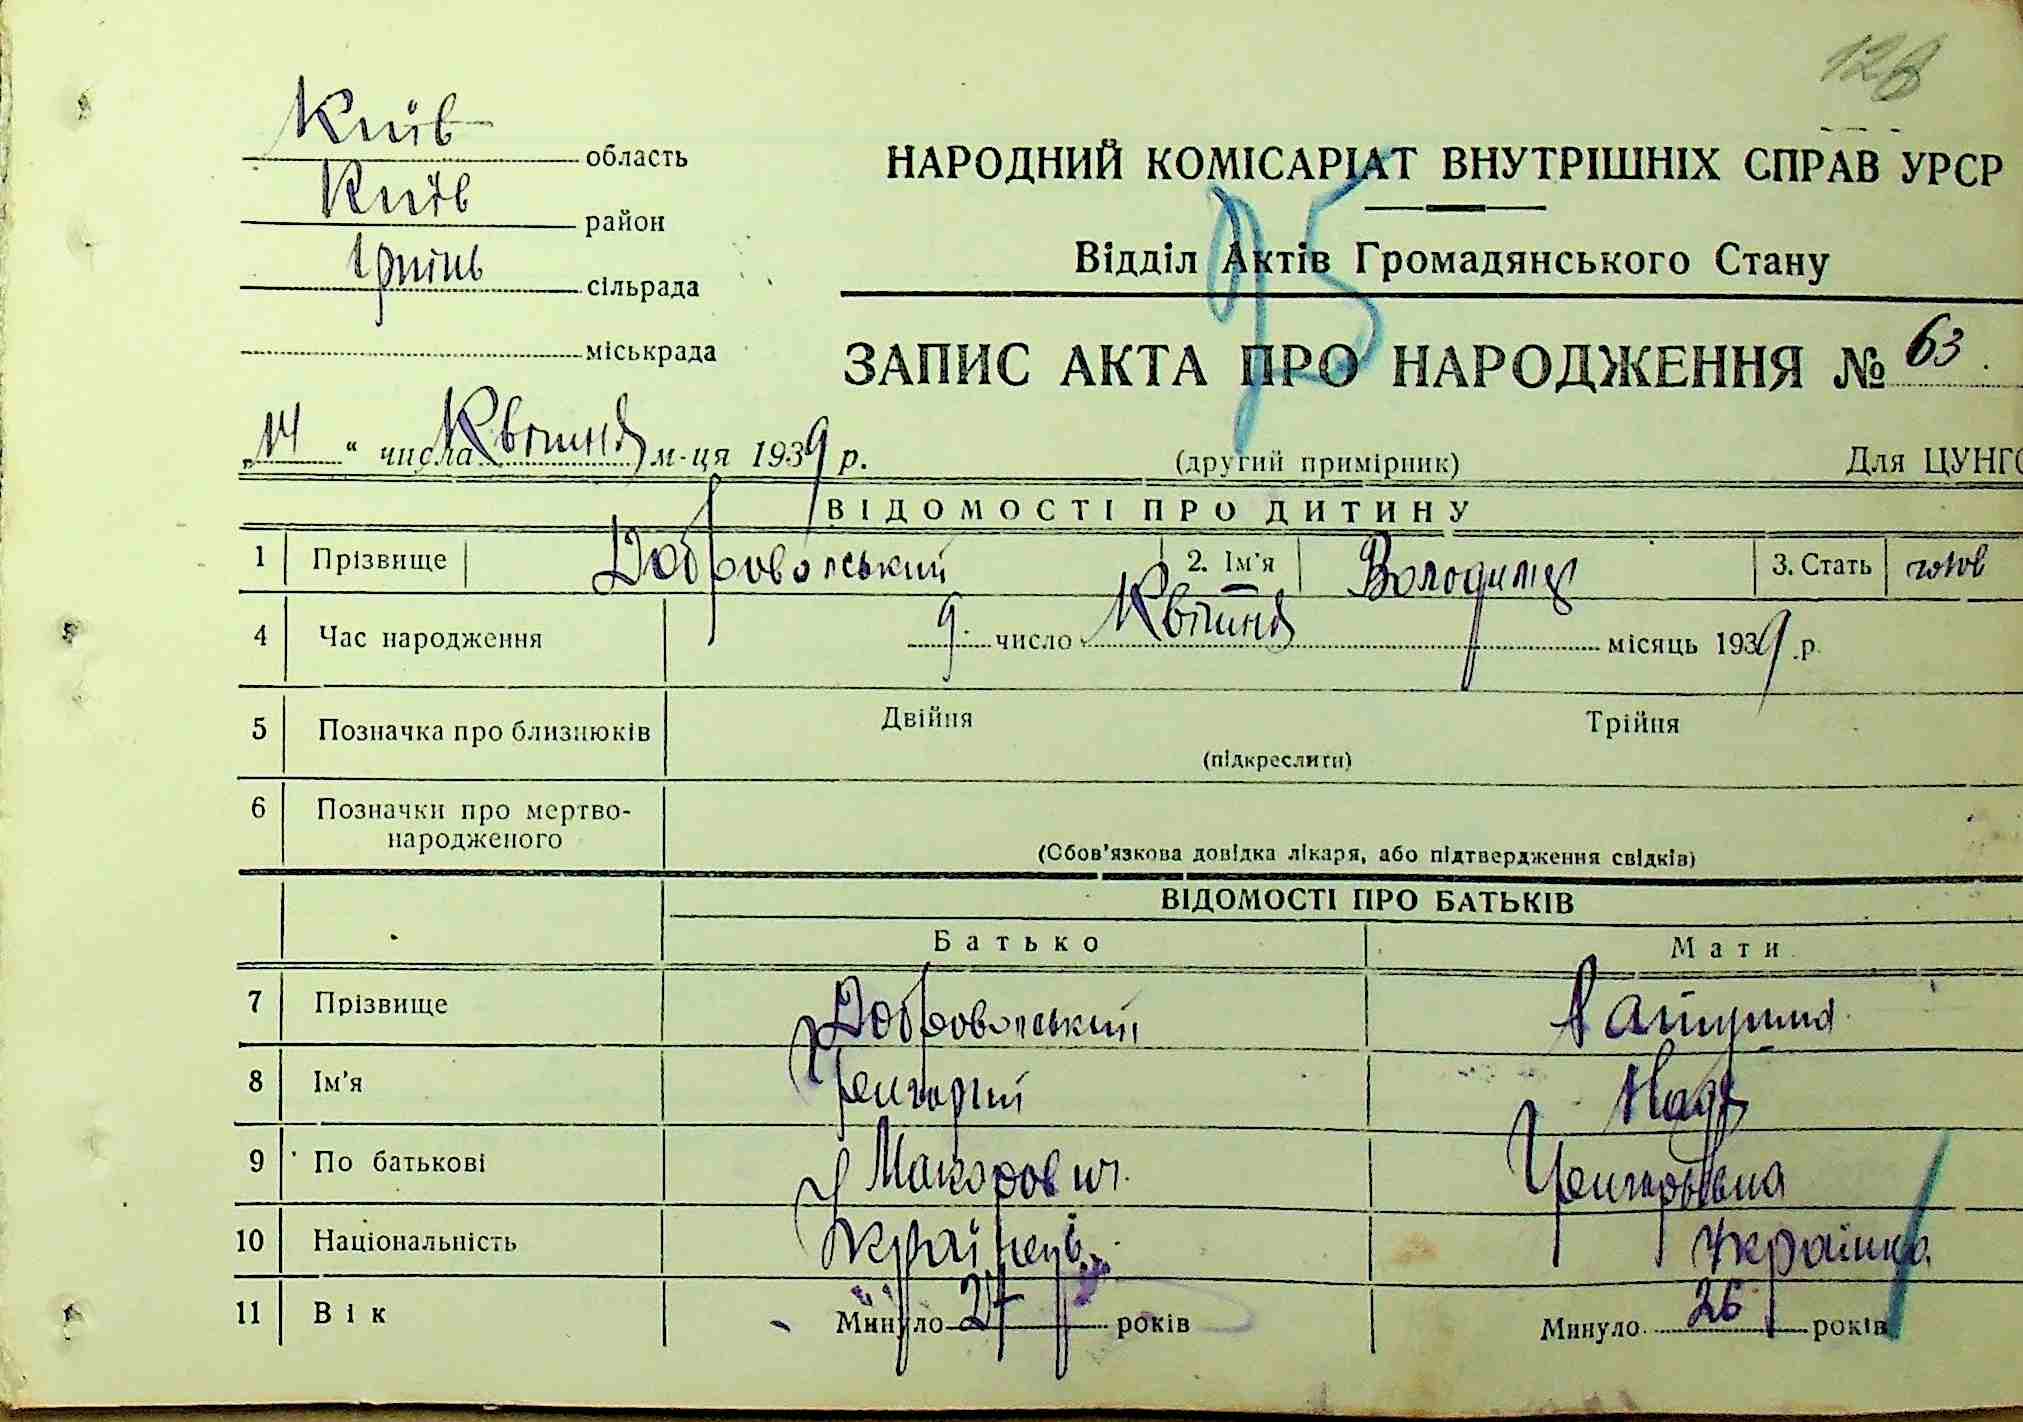 128
Київ область
Київ район
Ірпінь сільрада
міськрада
НАРОДНИЙ КОМІСАРІАТ ВНУТРІШНІХ СПРАВ УРСР
Відділ Актів Громадянського Стану
95
ЗАПИС АКТА ПРО НАРОДЖЕННЯ № 63
„14“ числа Квітня м-ця 1939 р.
(другий примірник)
Для ЦУНГО
ВІДОМОСТІ ПРО ДИТИНУ
1 Прізвище Добровольський 2. Ім'я Володимир 3. Стать чолов
4 Час народження 9 число Квітня місяць 1939 р.
5 Позначка про близнюків Двійня Трійня
(підкреслити)
6 Позначки про мертво-
народженого
(Обов'язкова довідка лікаря, або підтвердження свідків)
ВІДОМОСТІ ПРО БАТЬКІВ
Батько Мати
7 Прізвище Добровольський
8 Ім'я Григорій Надя
9 По батькові Макарович Григорівна
10 Національність Українець Українка
11 Вік Минуло 27 років Минуло 26 років